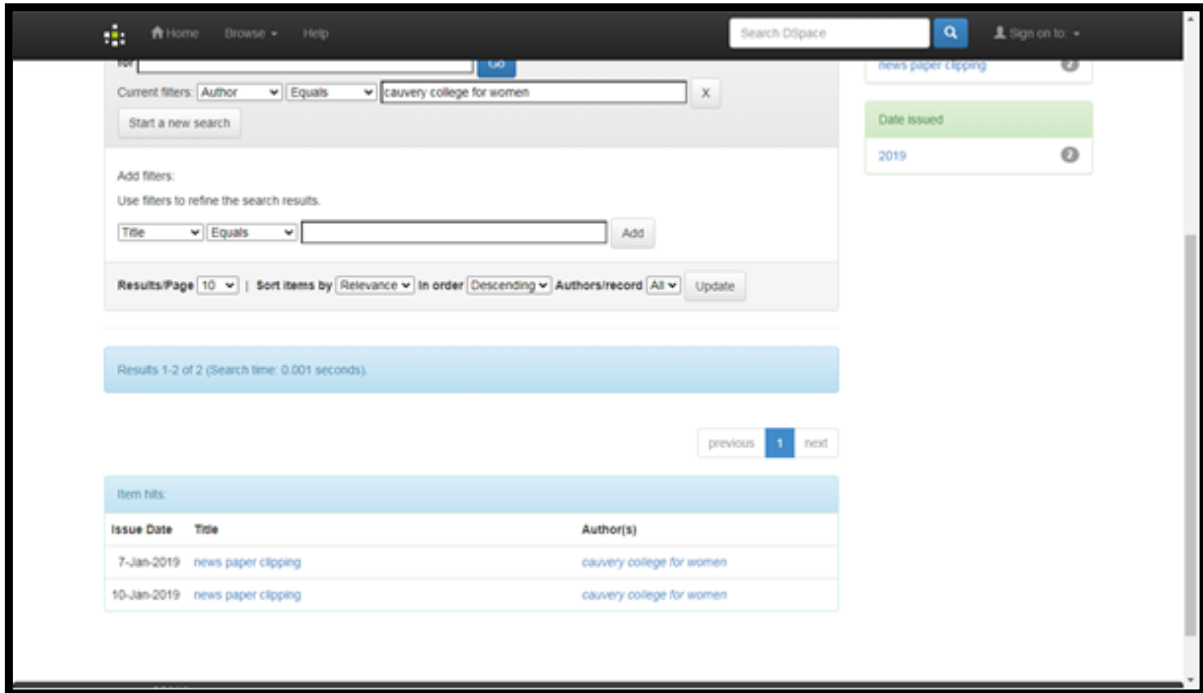 Home Browse Help Search DSpace Sign on to:
for Go
news paper clipping 2
Current filters: Author Equals cauvery college for women X
Start a new search
Date issued
2019 2
Add filters:
Use filters to refine the search results.
Title Equals Add
Results/Page 10 | Sort items by Relevance In order Descending Authors/record All Update
Results 1-2 of 2 (Search time: 0.001 seconds).
previous 1 next
Item hits:
Issue Date Title Author(s)
7-Jan-2019 news paper clipping cauvery college for women
10-Jan-2019 news paper clipping cauvery college for women